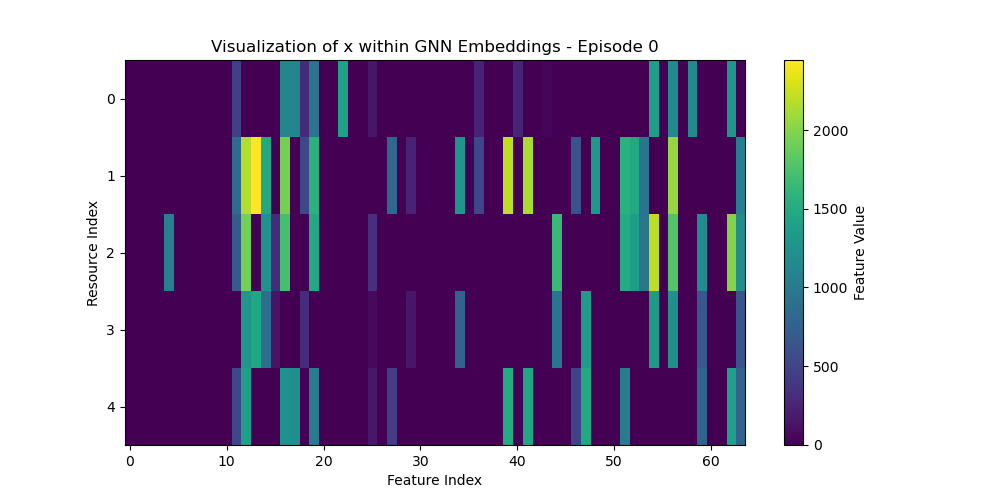 Visualization of x within GNN Embeddings - Episode 0
Resource Index
0
1
2
3
4
0 10 20 30 40 50 60
Feature Index
2000
1500
1000
500
0
Feature Value